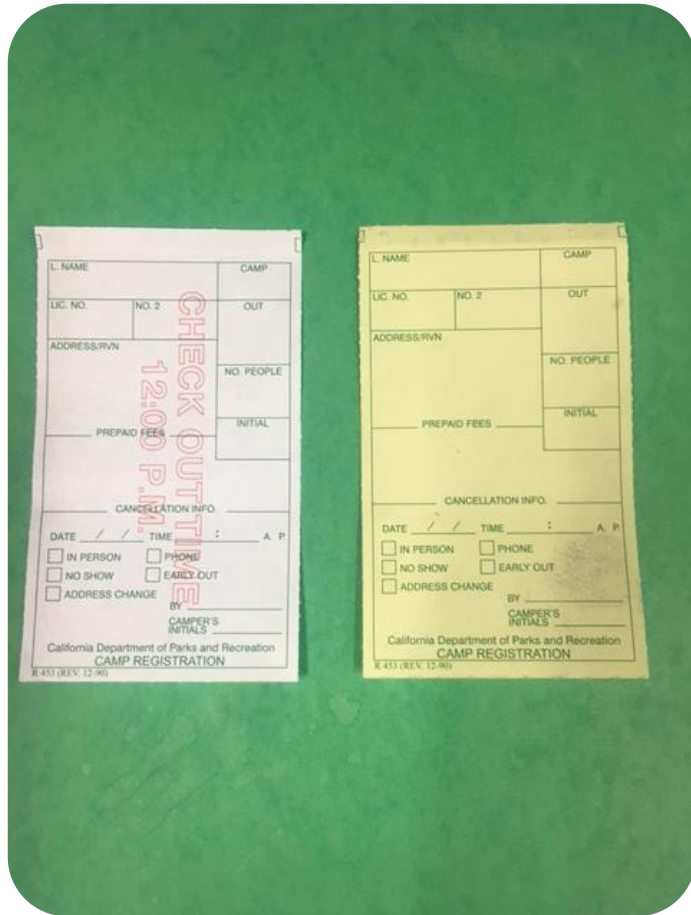 L. NAME CAMP
LIC. NO. NO. 2 OUT
ADDRESS/RVN
NO. PEOPLE
PREPAID FEES INITIAL
CANCELLATION INFO.
DATE / / TIME : A. P.
IN PERSON PHONE
NO SHOW EARLY OUT
ADDRESS CHANGE
BY
CAMPER'S
INITIALS
California Department of Parks and Recreation
CAMP REGISTRATION
R 453 (REV. 12-90)
CHECK OUT TIME
12:00 P.M.
L. NAME CAMP
LIC. NO. NO. 2 OUT
ADDRESS/RVN
NO. PEOPLE
PREPAID FEES INITIAL
CANCELLATION INFO.
DATE / / TIME : A. P.
IN PERSON PHONE
NO SHOW EARLY OUT
ADDRESS CHANGE
BY
CAMPER'S
INITIALS
California Department of Parks and Recreation
CAMP REGISTRATION
R 453 (REV. 12-90)